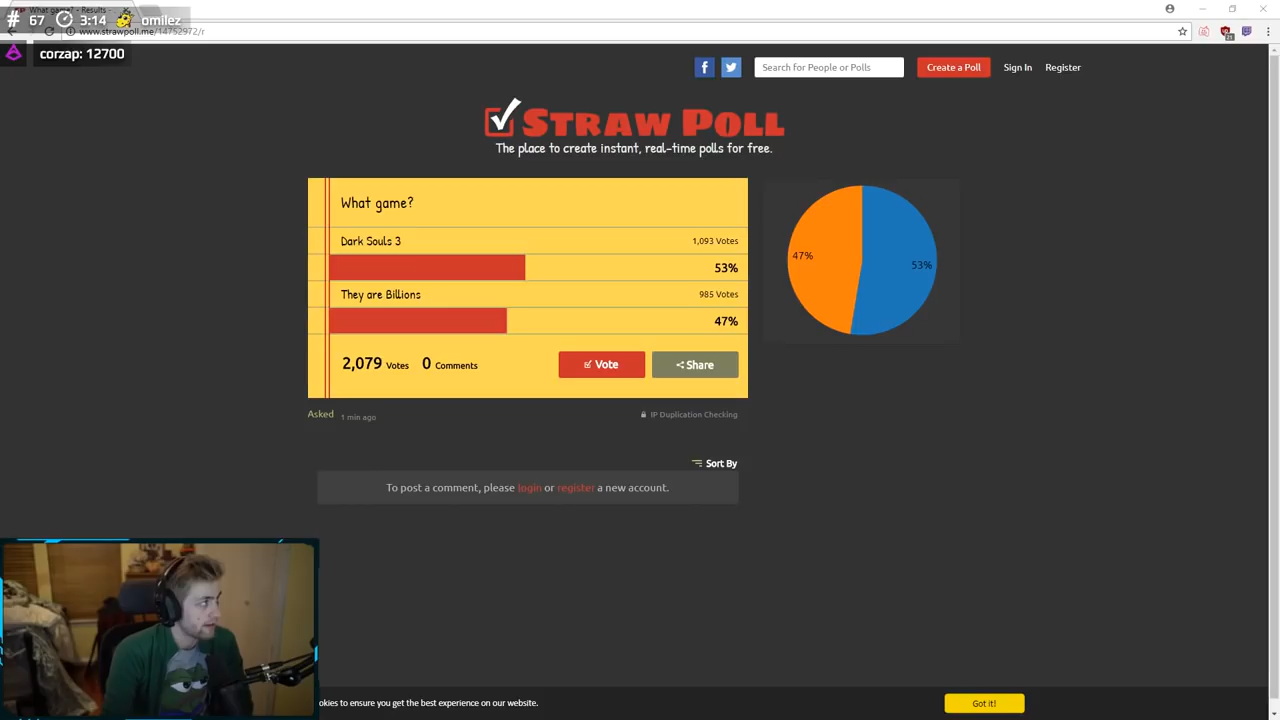 What game? - Results -
# 67 3:14 omilez
www.strawpoll.me/14752972/r
corzap: 12700
f
Search for People or Polls
Create a Poll
Sign In
Register
STRAW POLL
The place to create instant, real-time polls for free.
What game?
Dark Souls 3
1,093 Votes
53%
They are Billions
985 Votes
47%
2,079 Votes
0 Comments
Vote
Share
47%
53%
Asked 1 min ago
IP Duplication Checking
Sort By
To post a comment, please login or register a new account.
to ensure you get the best experience on our website.
Got it!